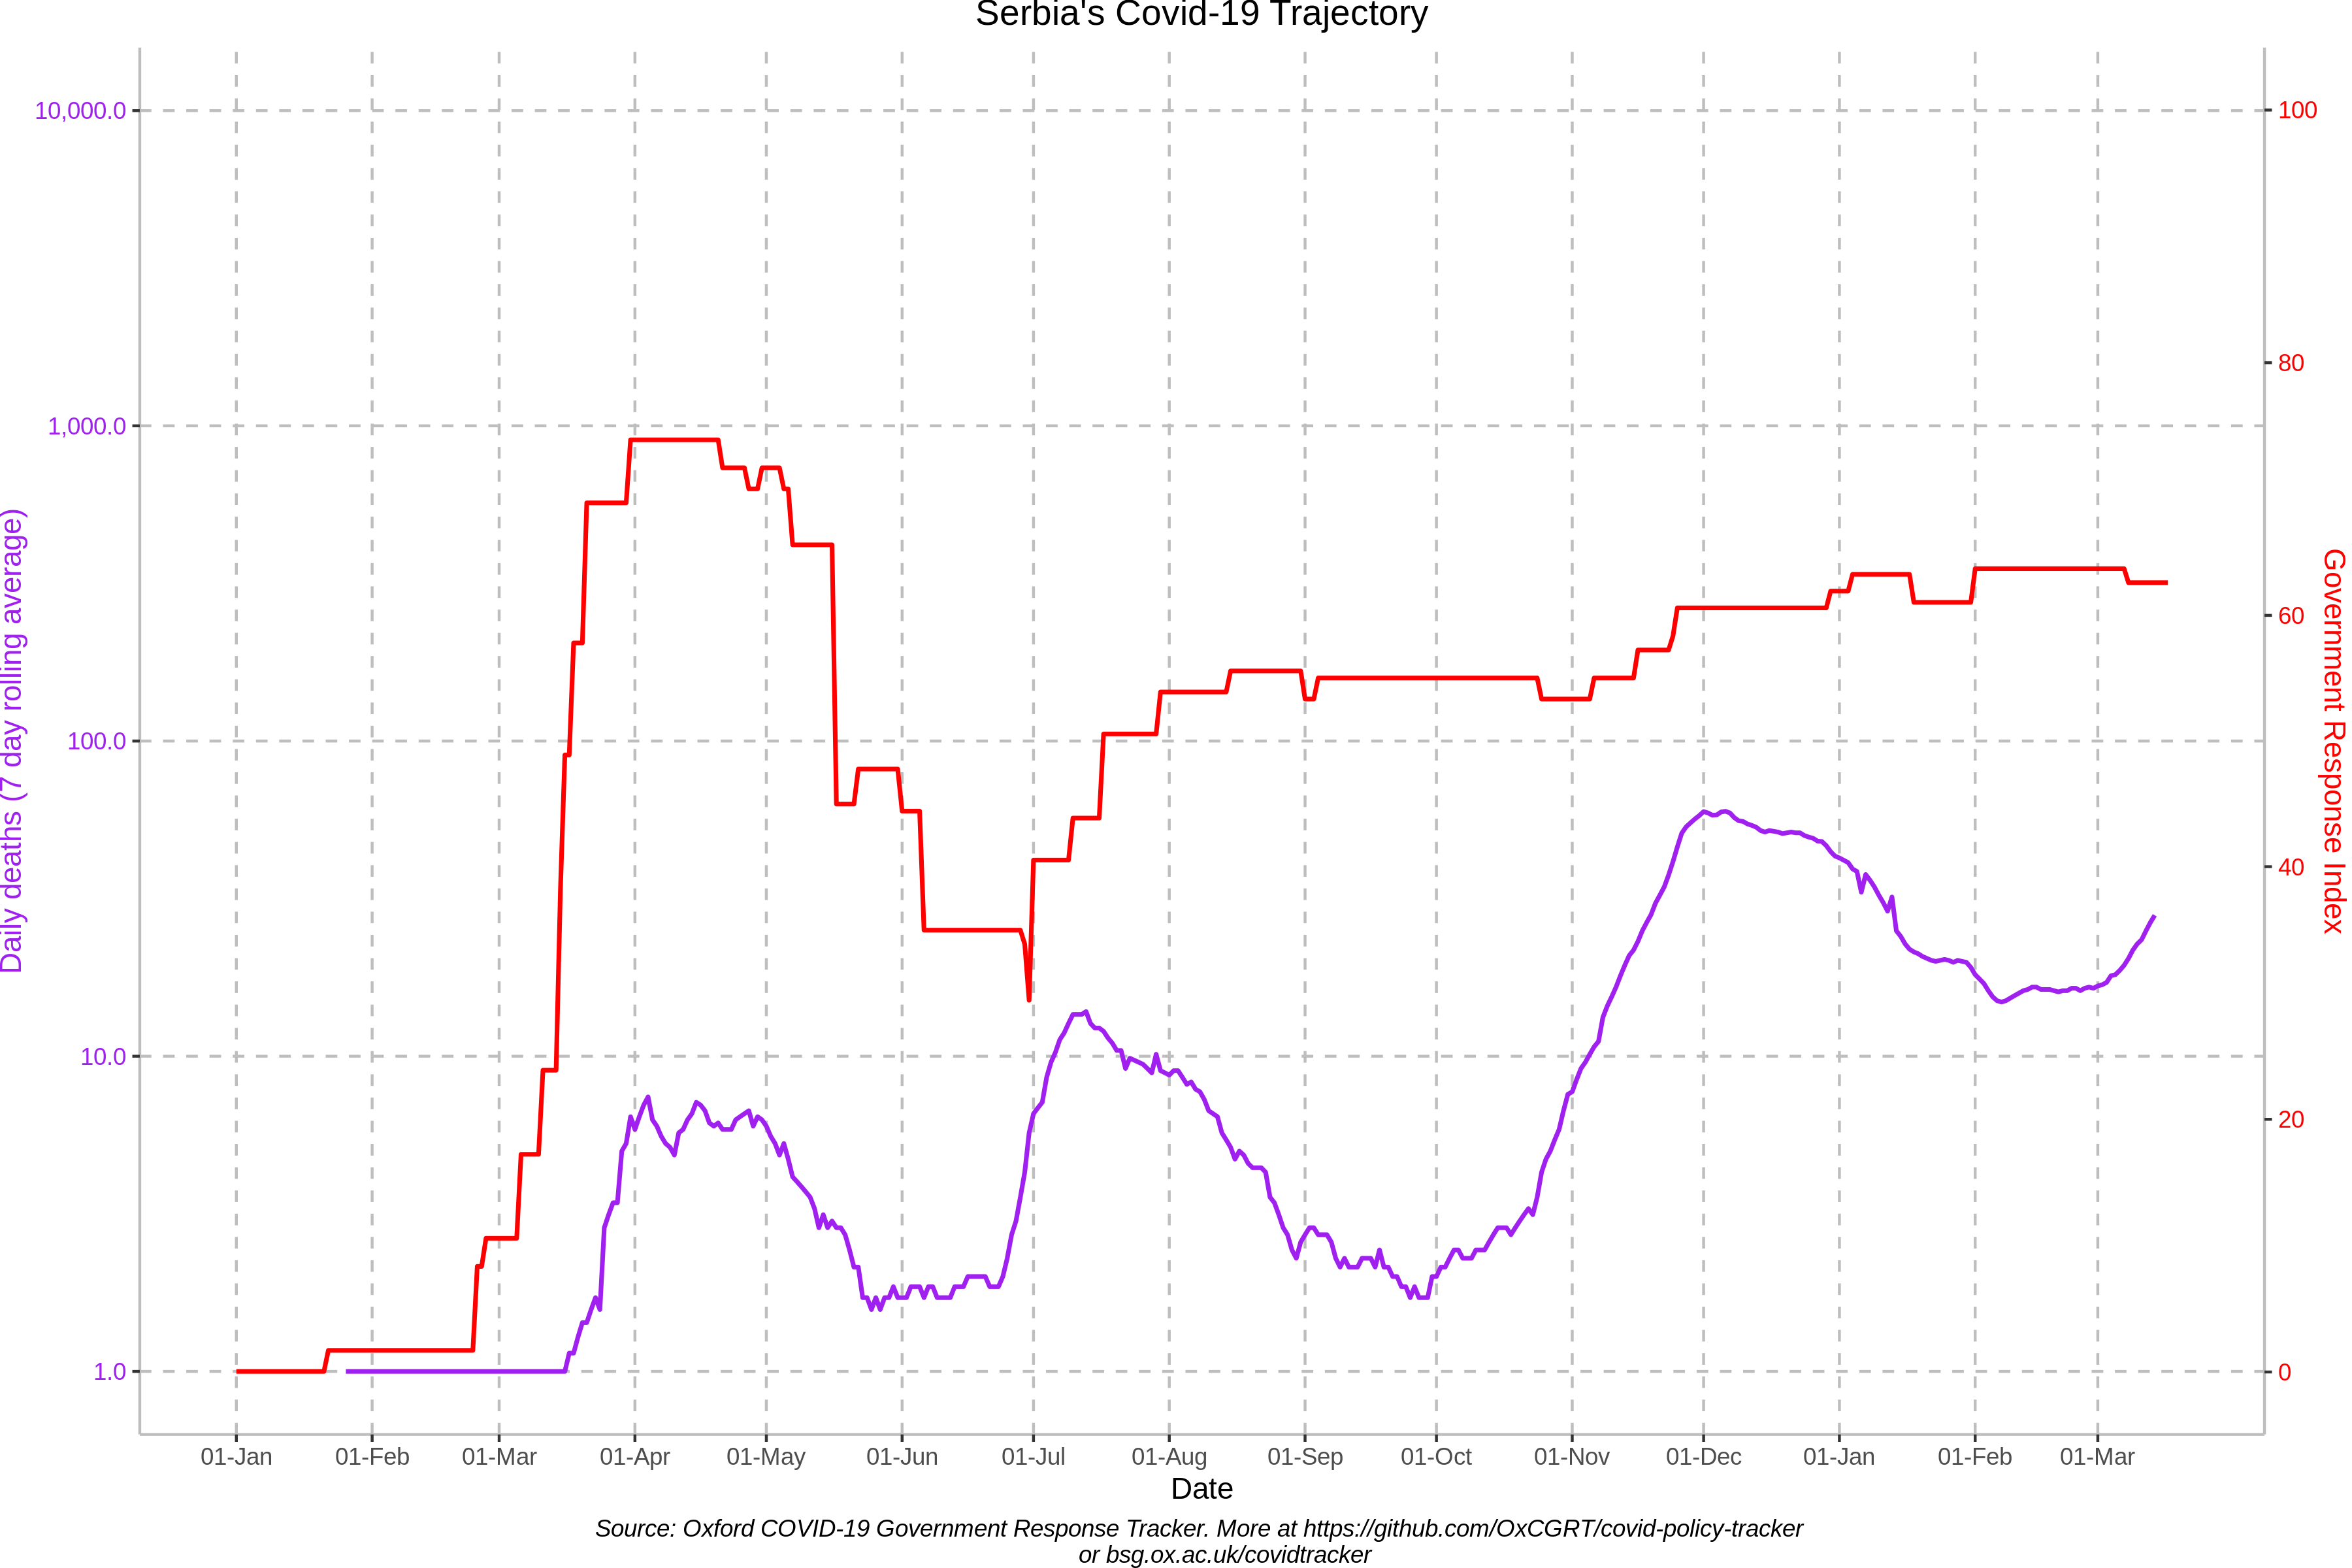 Serbia's Covid-19 Trajectory
10,000.0
1,000.0
100.0
10.0
1.0
Daily deaths (7 day rolling average)
100
80
60
40
20
0
Government Response Index
01-Jan 01-Feb 01-Mar 01-Apr 01-May 01-Jun 01-Jul 01-Aug 01-Sep 01-Oct 01-Nov 01-Dec 01-Jan 01-Feb 01-Mar
Date
Source: Oxford COVID-19 Government Response Tracker. More at https://github.com/OxCGRT/covid-policy-tracker
or bsg.ox.ac.uk/covidtracker